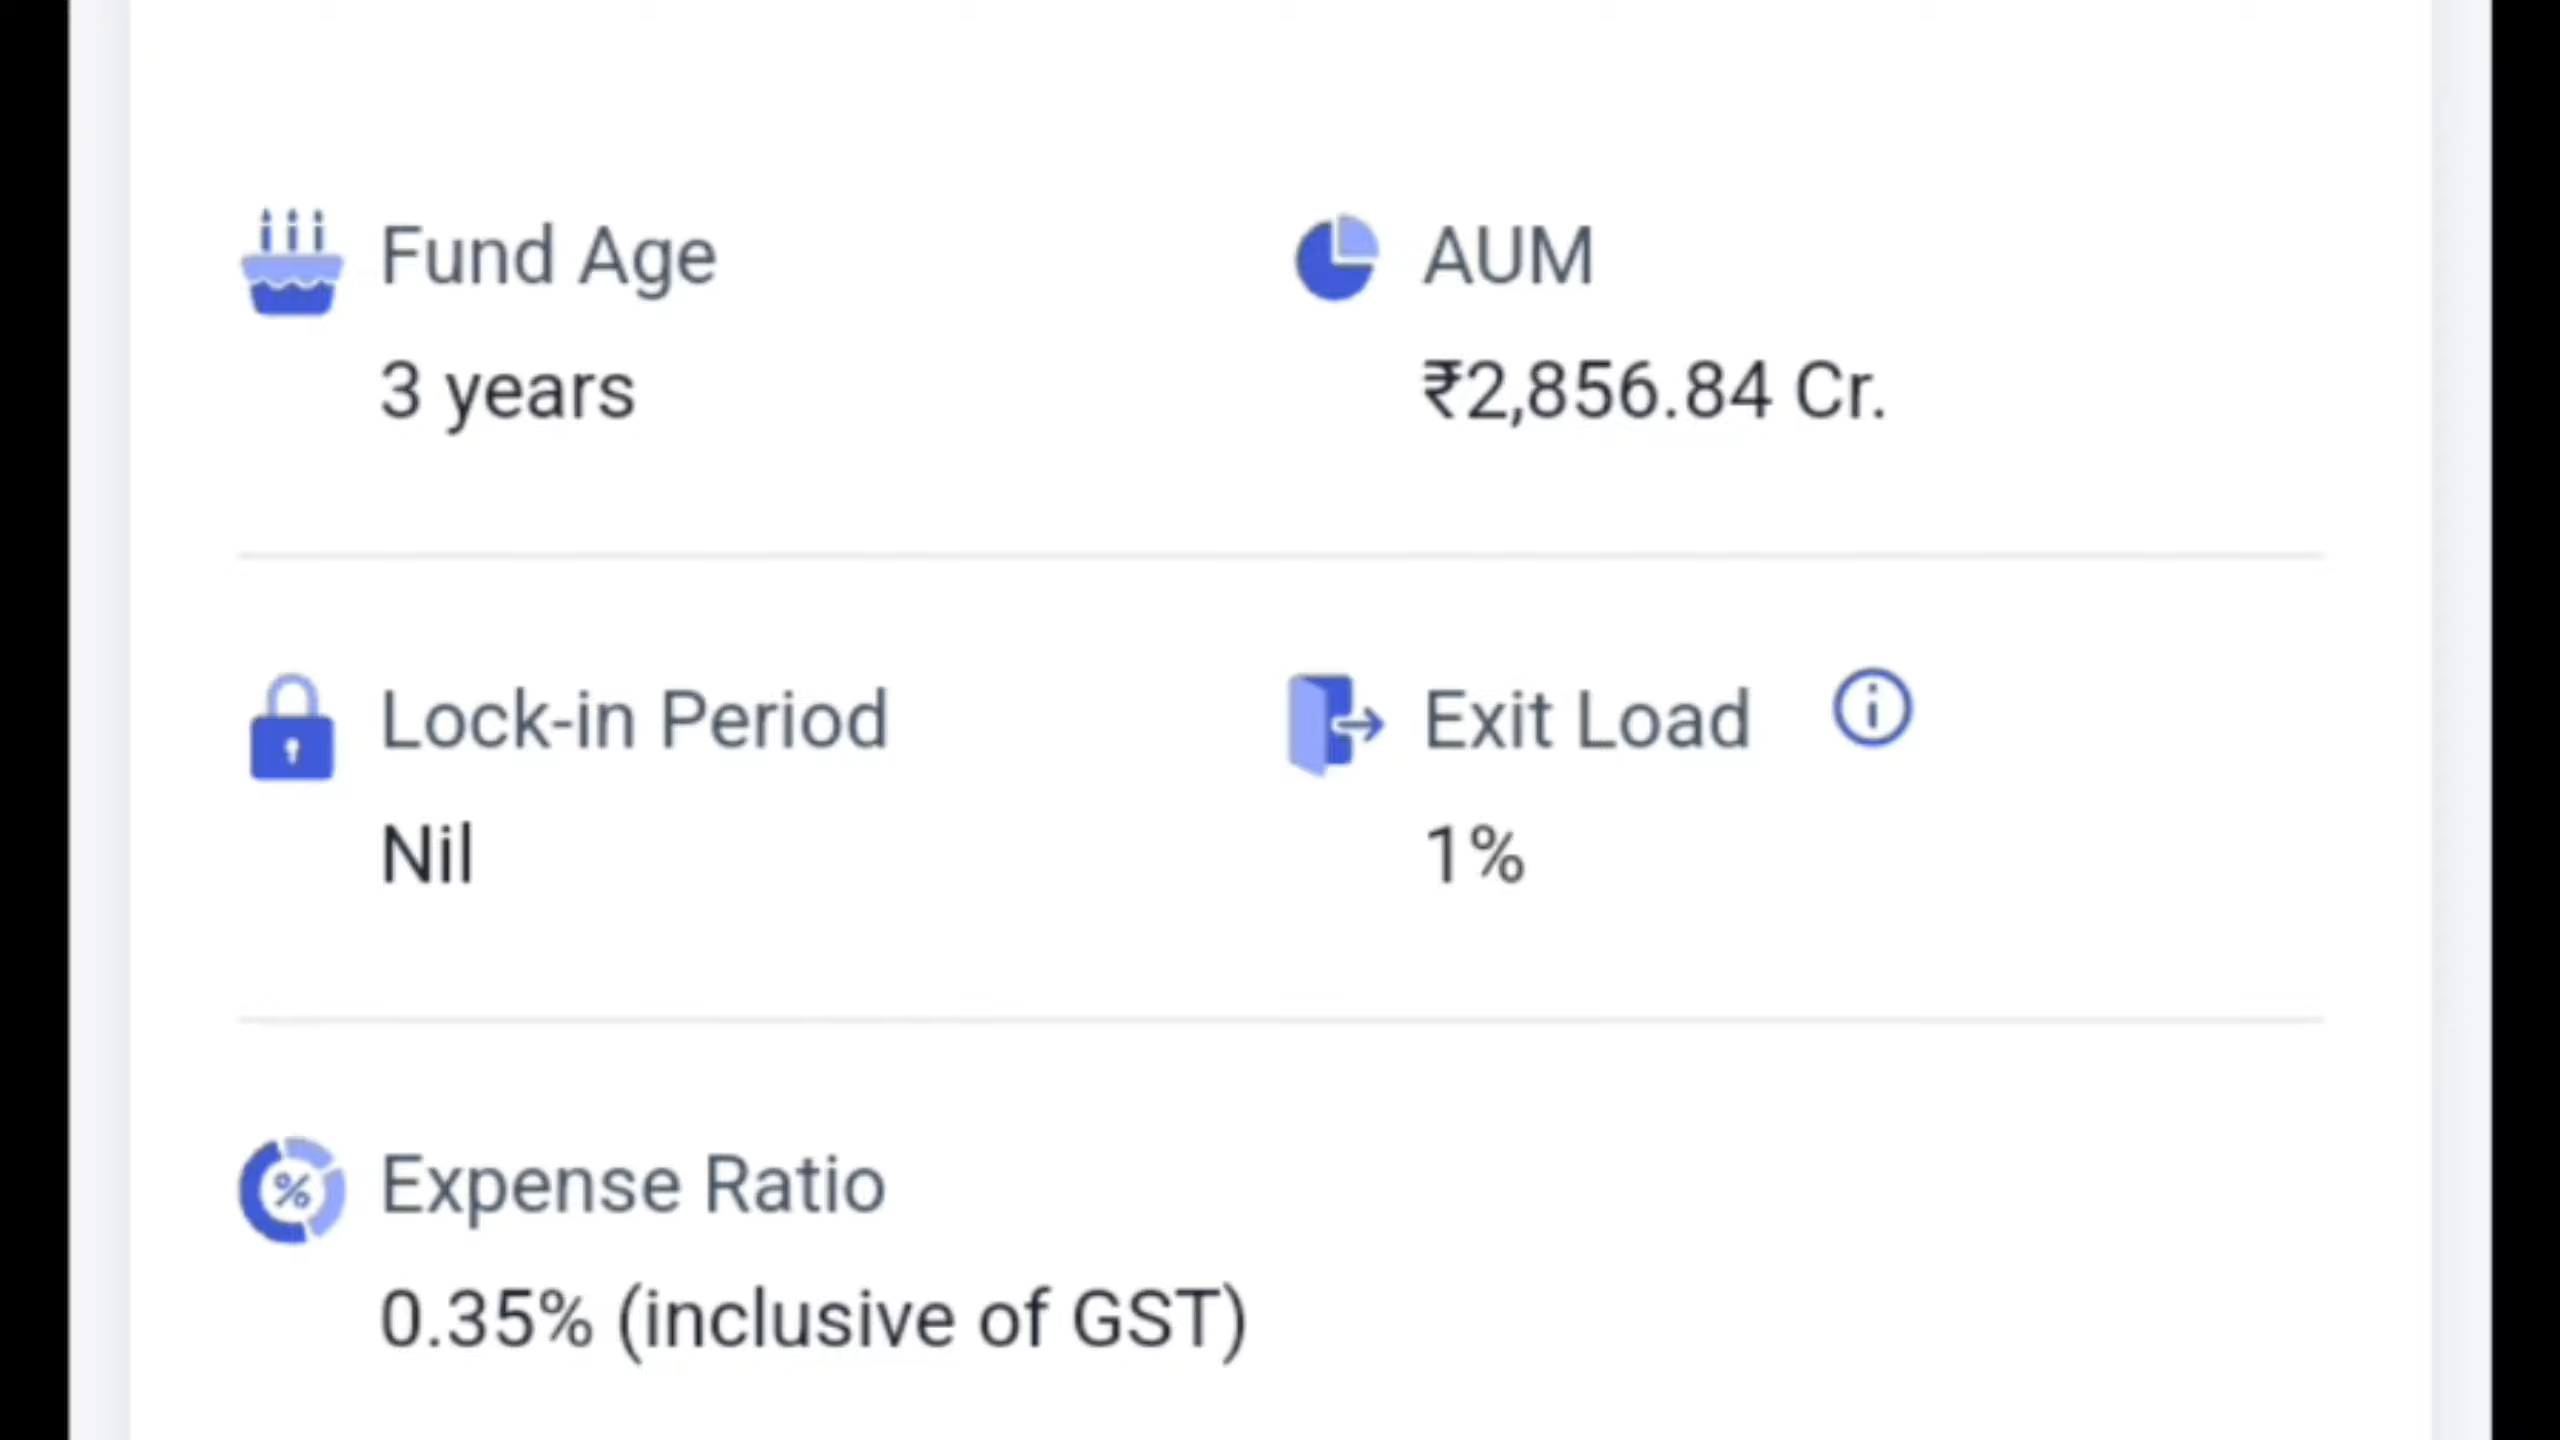 Fund Age
3 years
AUM
₹2,856.84 Cr.
Lock-in Period
Nil
Exit Load
1%
Expense Ratio
0.35% (inclusive of GST)